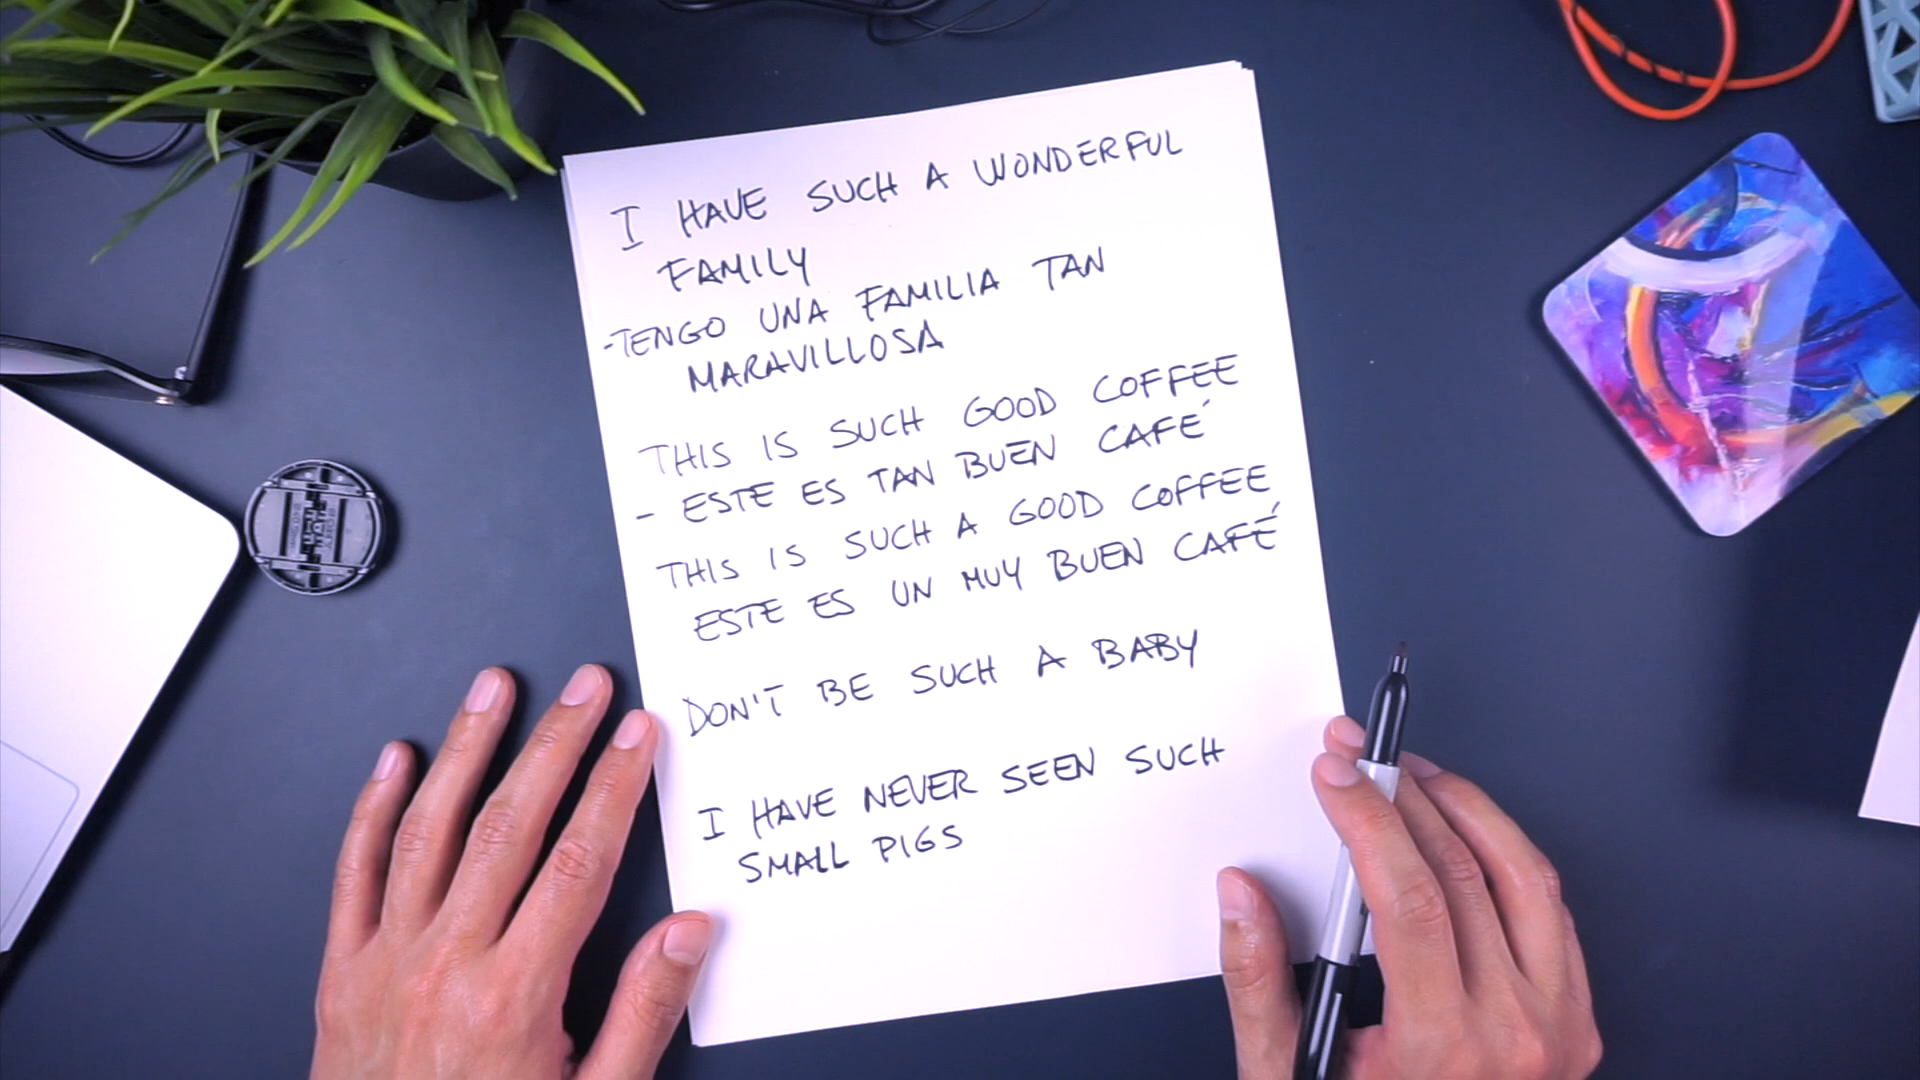 I HAVE SUCH A WONDERFUL
FAMILY
-TENGO UNA FAMILIA TAN
MARAVILLOSA
THIS IS SUCH GOOD COFFEE
- ESTE ES TAN BUEN CAFÉ
THIS IS SUCH A GOOD COFFEE
ESTE ES UN MUY BUEN CAFÉ
DON'T BE SUCH A BABY
I HAVE NEVER SEEN SUCH
SMALL PIGS